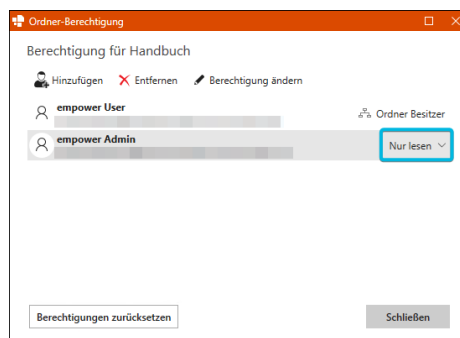 Ordner-Berechtigung
Berechtigung für Handbuch
Hinzufügen Entfernen Berechtigung ändern
empower User
Ordner Besitzer
empower Admin
Nur lesen
Berechtigungen zurücksetzen Schließen